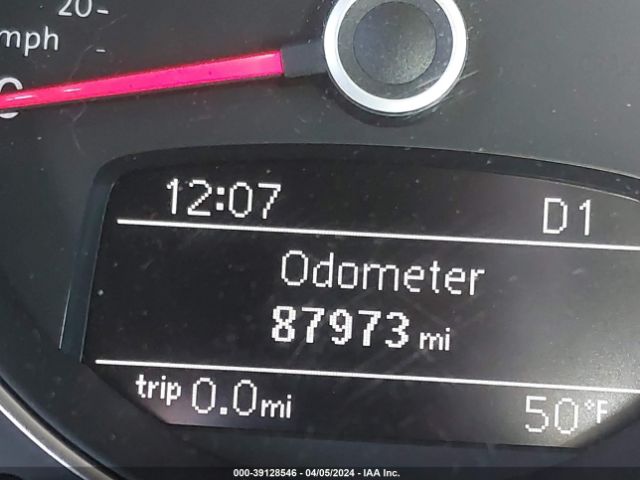 20-
mph
C
12:07
D1
Odometer
87973 mi
trip 0.0mi
50°F
000-39128546 - 04/05/2024 - IAA Inc.